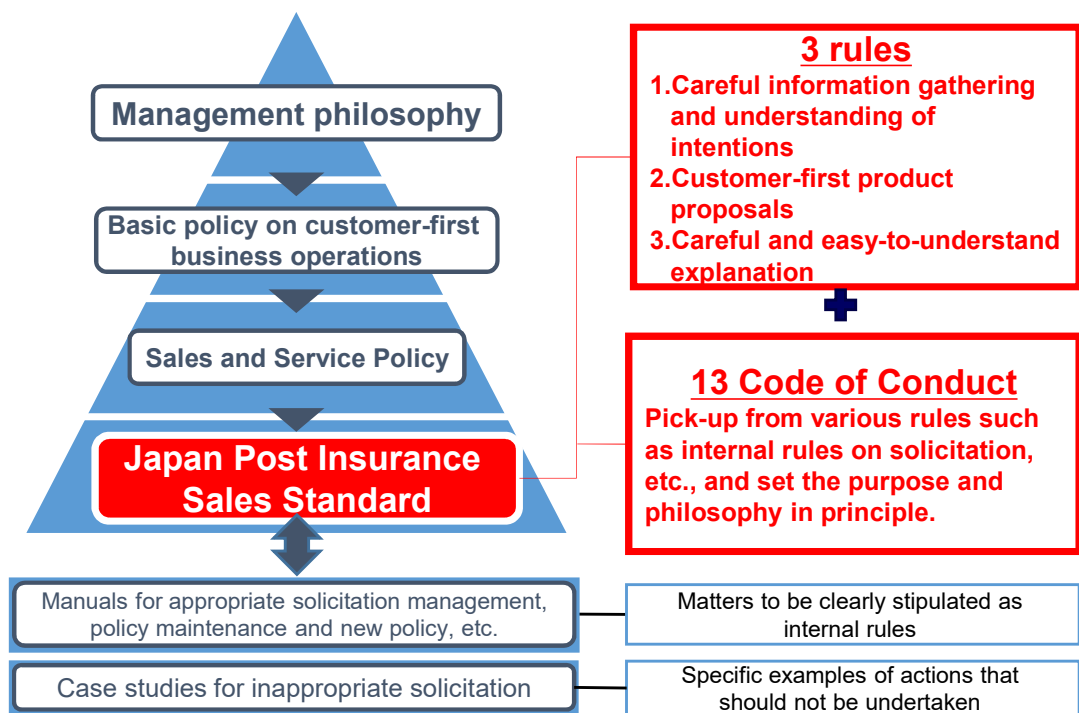 Management philosophy
Basic policy on customer-first
business operations
Sales and Service Policy
Japan Post Insurance
Sales Standard
3 rules
1.Careful information gathering
and understanding of
intentions
2.Customer-first product
proposals
3.Careful and easy-to-understand
explanation
13 Code of Conduct
Pick-up from various rules such
as internal rules on solicitation,
etc., and set the purpose and
philosophy in principle.
Manuals for appropriate solicitation management,
policy maintenance and new policy, etc.
Matters to be clearly stipulated as
internal rules
Case studies for inappropriate solicitation
Specific examples of actions that
should not be undertaken